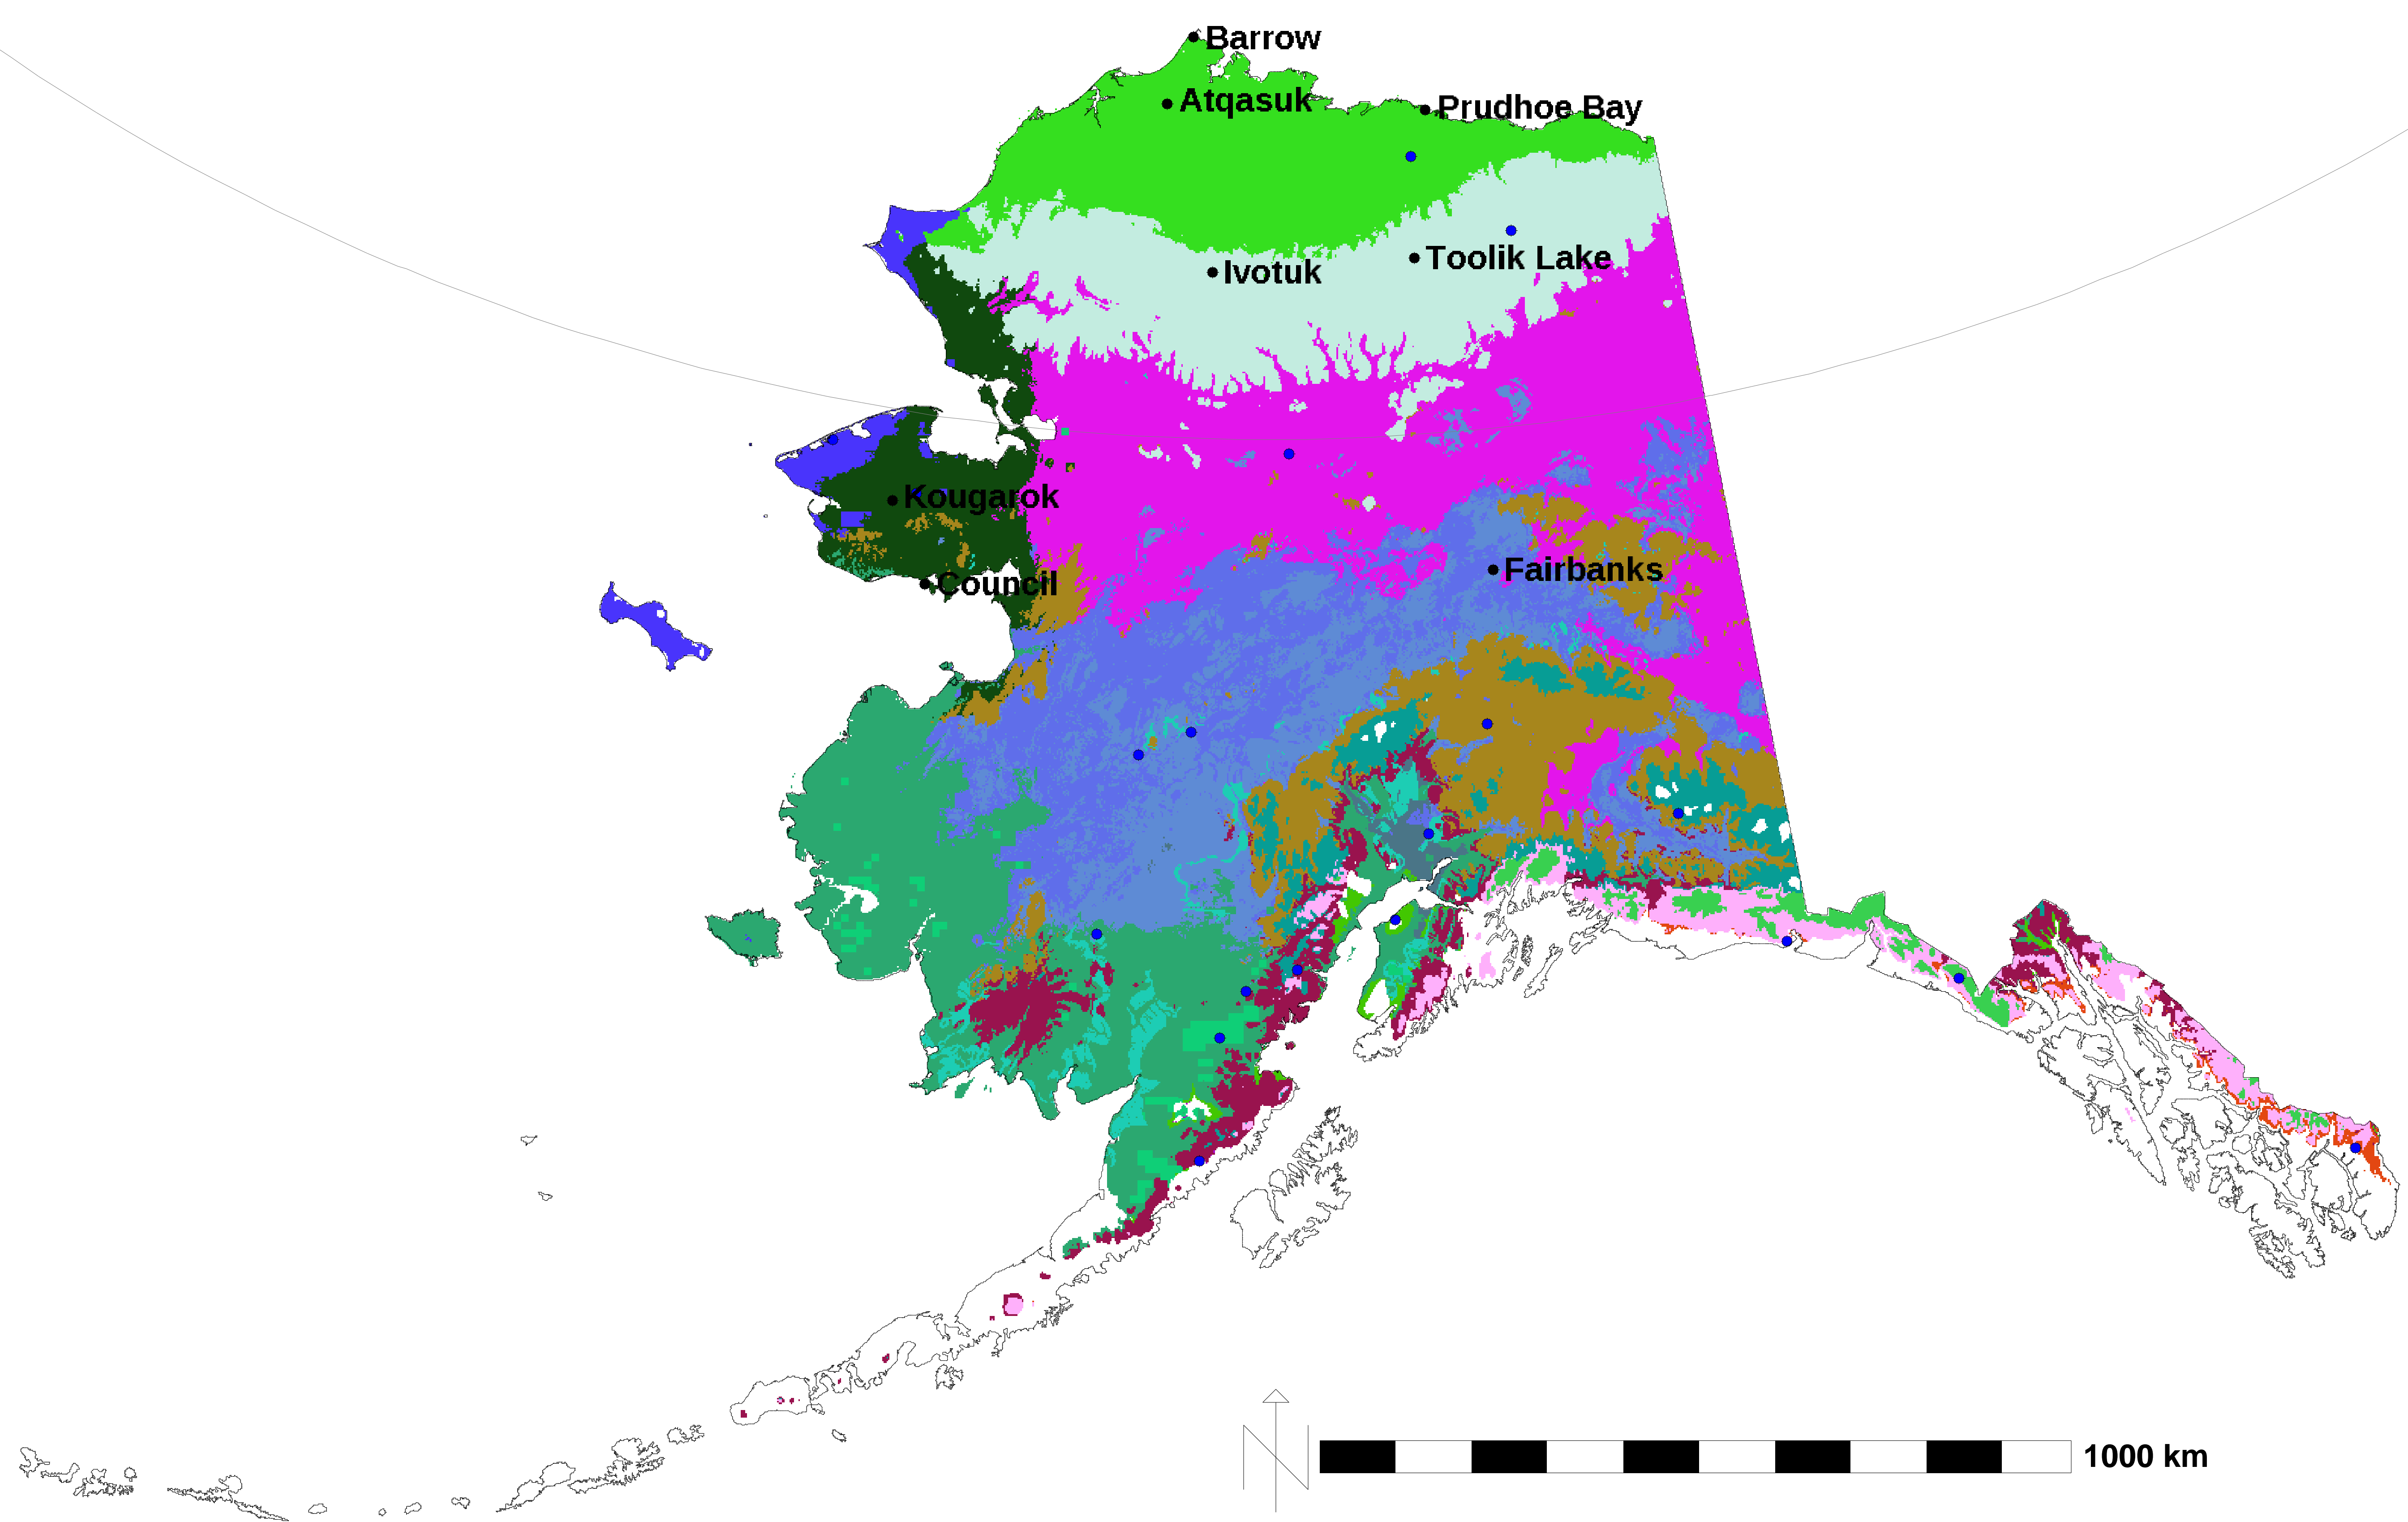 Barrow
Atqasuk
Prudhoe Bay
Ivotuk
Toolik Lake
Kougarok
Fairbanks
Council
N
1000 km